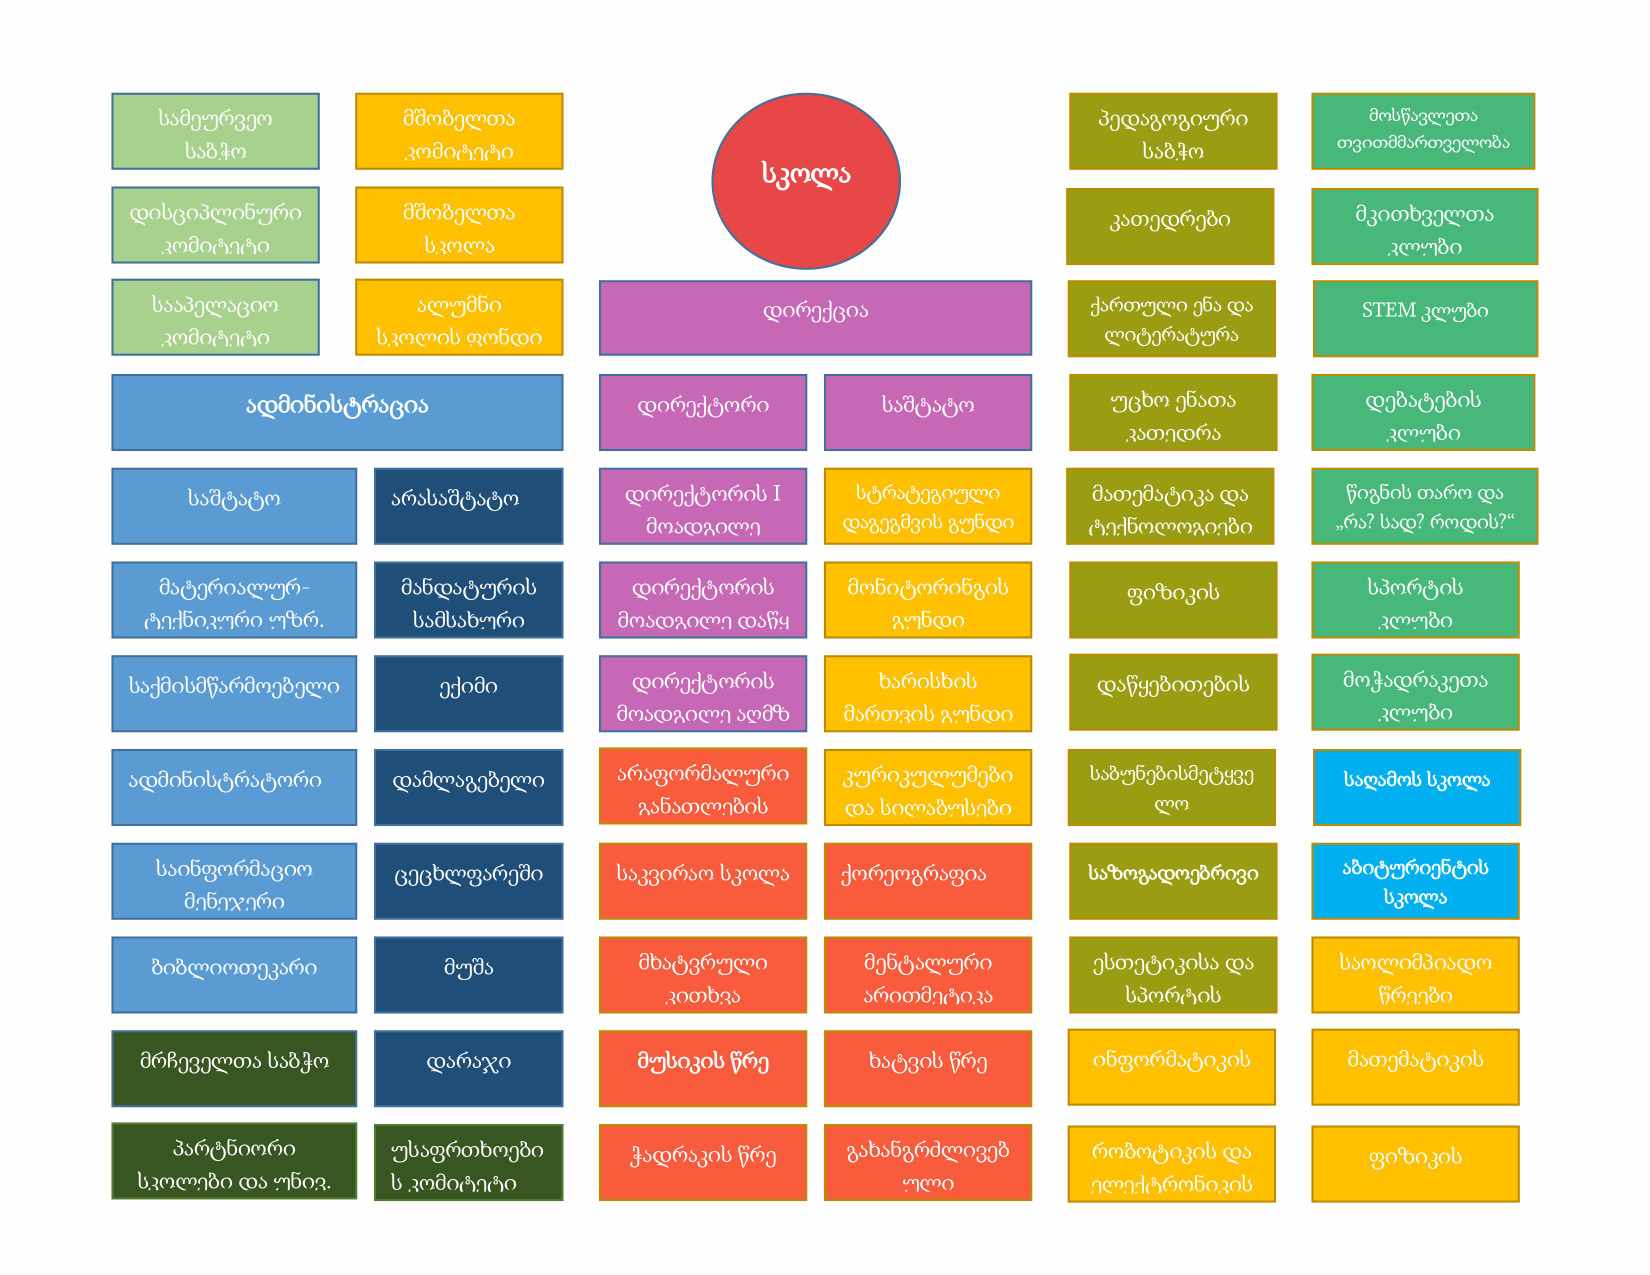 სამეურვეო
საბჭო
მშობელთა
კომიტეტი
სკოლა
პედაგოგიური
საბჭო
მოსწავლეთა
თვითმმართველობა
დისციპლინური
კომიტეტი
მშობელთა
სკოლა
კათედრები
მკითხველთა
კლუბი
სააპელაციო
კომიტეტი
ალუმნი
სკოლის ფონდი
დირექცია
ქართული ენა და
ლიტერატურა
STEM კლუბი
ადმინისტრაცია
დირექტორი
საშტატო
უცხო ენათა
კათედრა
დებატების
კლუბი
საშტატო
არასაშტატო
დირექტორის I
მოადგილე
სტრატეგიული
დაგეგმვის გუნდი
მათემატიკა და
ტექნოლოგიები
წიგნის თარო და
„რა? სად? როდის?“
მატერიალურ-
ტექნიკური უზრ.
მანდატურის
სამსახური
დირექტორის
მოადგილე დაწყ
მონიტორინგის
გუნდი
ფიზიკის
სპორტის
კლუბი
საქმისმწარმოებელი
ექიმი
დირექტორის
მოადგილე აღმზ
ხარისხის
მართვის გუნდი
დაწყებითების
მოჭადრაკეთა
კლუბი
ადმინისტრატორი
დამლაგებელი
არაფორმალური
განათლების
კურიკულუმები
და სილაბუსები
საბუნებისმეტყვე
ლო
საღამოს სკოლა
საინფორმაციო
მენეჯერი
ცეცხლფარეში
საკვირაო სკოლა
ქორეოგრაფია
საზოგადოებრივი
აბიტურიენტის
სკოლა
ბიბლიოთეკარი
მუშა
მხატვრული
კითხვა
მენტალური
არითმეტიკა
ესთეტიკისა და
სპორტის
საოლიმპიადო
წრეები
მრჩეველთა საბჭო
დარაჯი
მუსიკის წრე
ხატვის წრე
ინფორმატიკის
მათემატიკის
პარტნიორი
სკოლები და უნივ.
უსაფრთხოები
ს კომიტეტი
ჭადრაკის წრე
გახანგრძლივებ
ული
რობოტიკის და
ელექტრონიკის
ფიზიკის